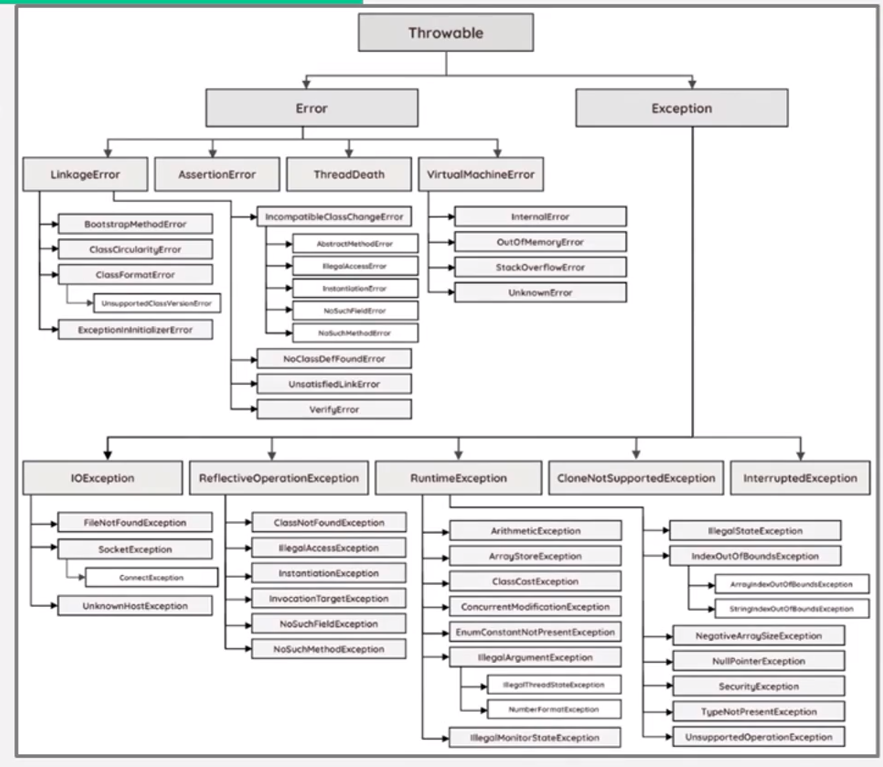 Throwable
Error
Exception
LinkageError
AssertionError
ThreadDeath
VirtualMachineError
BootstrapMethodError
ClassCircularityError
ClassFormatError
UnsupportedClassVersionError
ExceptionInInitializerError
IncompatibleClassChangeError
AbstractMethodError
IllegalAccessError
InstantiationError
NoSuchFieldError
NoSuchMethodError
NoClassDefFoundError
UnsatisfiedLinkError
VerifyError
InternalError
OutOfMemoryError
StackOverflowError
UnknownError
IOException
ReflectiveOperationException
RuntimeException
CloneNotSupportedException
InterruptedException
FileNotFoundException
SocketException
ConnectException
UnknownHostException
ClassNotFoundException
IllegalAccessException
InstantiationException
InvocationTargetException
NoSuchFieldException
NoSuchMethodException
ArithmeticException
ArrayStoreException
ClassCastException
ConcurrentModificationException
EnumConstantNotPresentException
IllegalArgumentException
IllegalThreadStateException
NumberFormatException
IllegalMonitorStateException
IllegalStateException
IndexOutOfBoundsException
ArrayIndexOutOfBoundsException
StringIndexOutOfBoundsException
NegativeArraySizeException
NullPointerException
SecurityException
TypeNotPresentException
UnsupportedOperationException